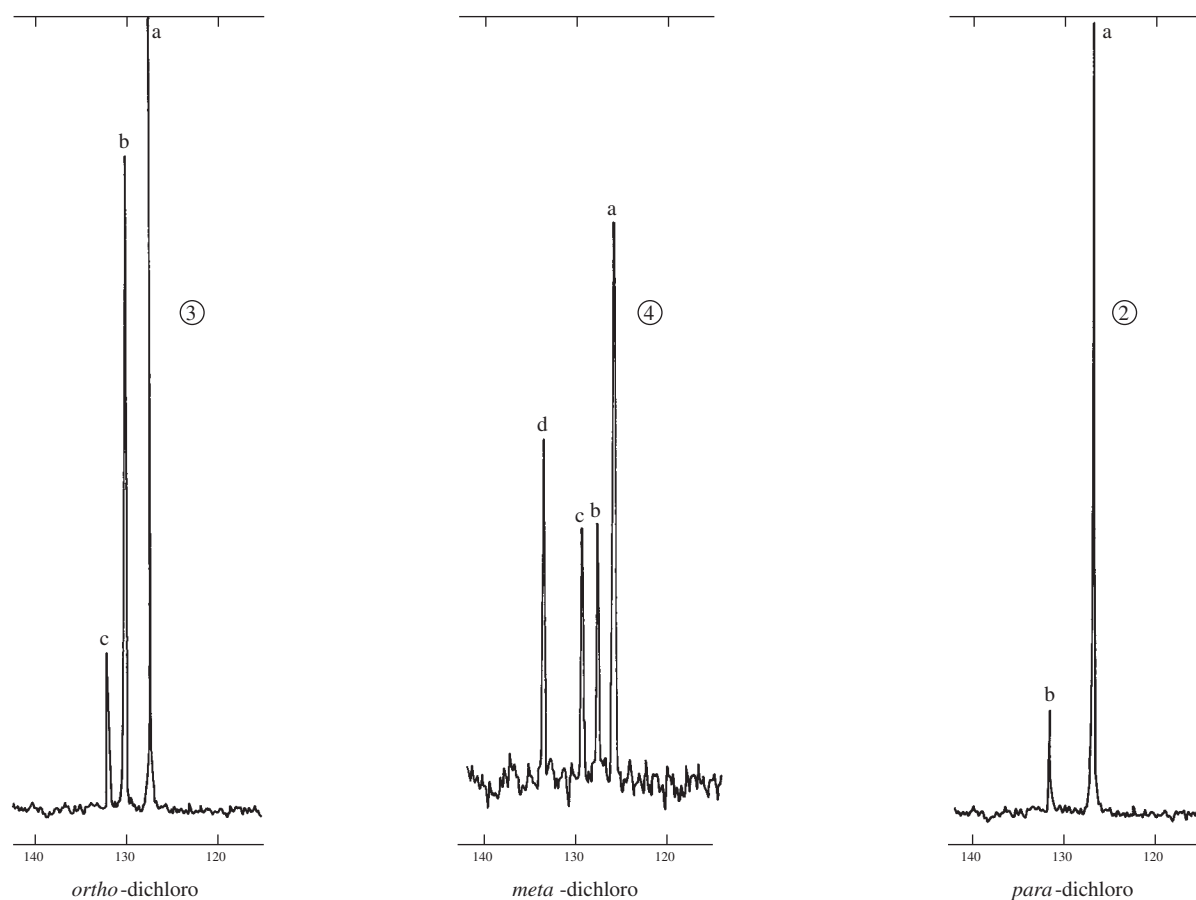 a
b
③
c
140 130 120
ortho-dichloro
a
④
d
c b
140 130 120
meta -dichloro
a
②
b
140 130 120
para-dichloro